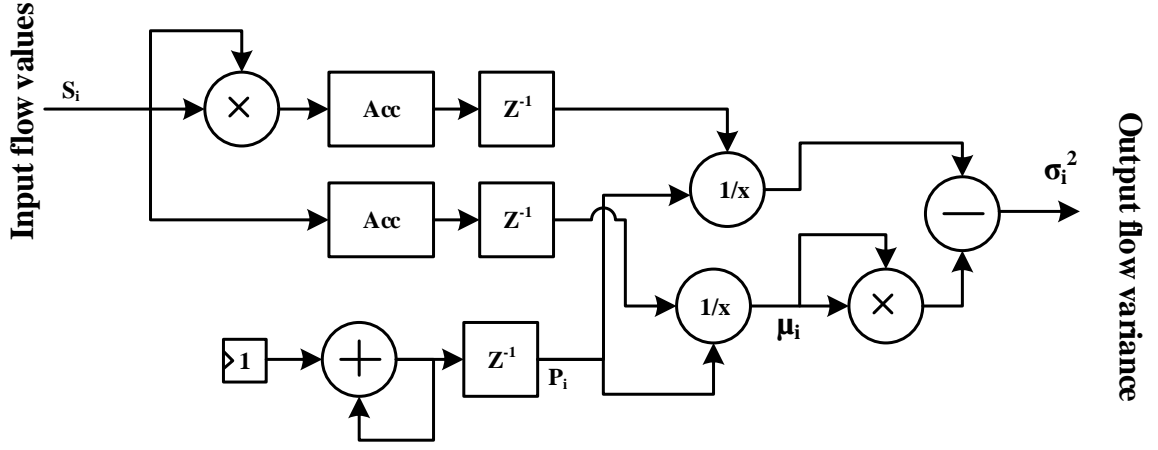 Input flow values
Sᵢ
×
Acc
Z⁻¹
1/x
σᵢ²
Output flow variance
Acc
Z⁻¹
1/x
μᵢ
×
1
+
Z⁻¹
Pᵢ
—